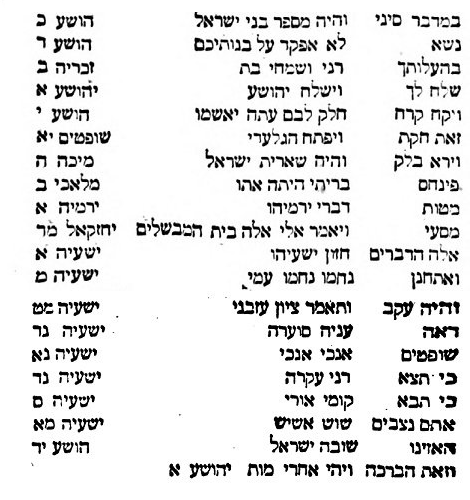 במדבר סיני והיה מספר בני ישראל הושע ב
נשא לא אפקד על בנותיכם הושע ד
בהעלותך רני ושמחי בת זכריה ב
שלח לך וישלח יהושע יהושע א
ויקח קרח חלק לבם עתה יאשמו הושע י
זאת חקת ויפתח הגלעדי שופטים יא
וירא בלק והיה שארית ישראל מיכה ה
פינחס בריתי היתה אתו מלאכי ב
מטות דברי ירמיהו ירמיה א
מסעי ויאמר אלי אלה בית המבשלים יחזקאל מו
אלה הדברים חזון ישעיהו ישעיה א
ואתחנן נחמו נחמו עמי ישעיה מ
והיה עקב ותאמר ציון עזבני ישעיה מט
ראה עניה סוערה ישעיה נד
שופטים אנכי אנכי ישעיה נא
כי תצא רני עקרה ישעיה נד
כי תבא קומי אורי ישעיה ס
אתם נצבים שוש אשיש ישעיה מא
האזינו שובה ישראל הושע יד
וזאת הברכה ויהי אחרי מות יהושע א